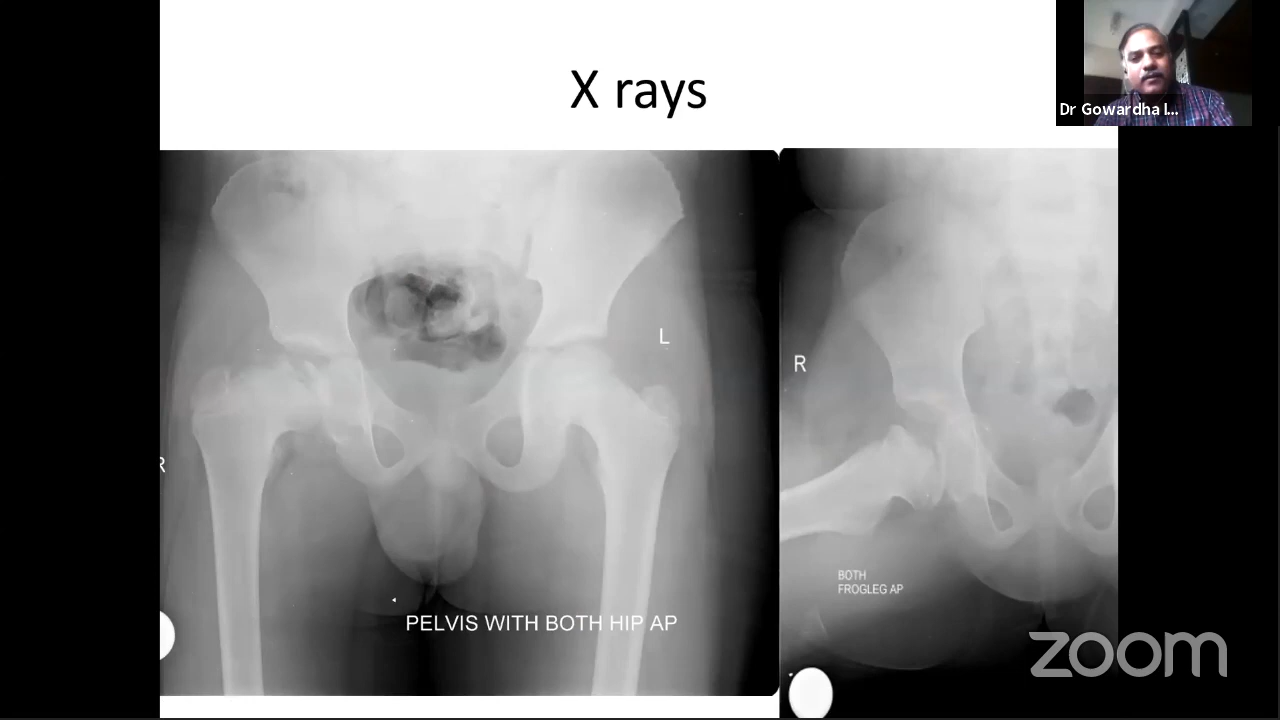 X rays
Dr Gowardha l...
L
R
R
PELVIS WITH BOTH HIP AP
BOTH
FROGLEG AP
zoom